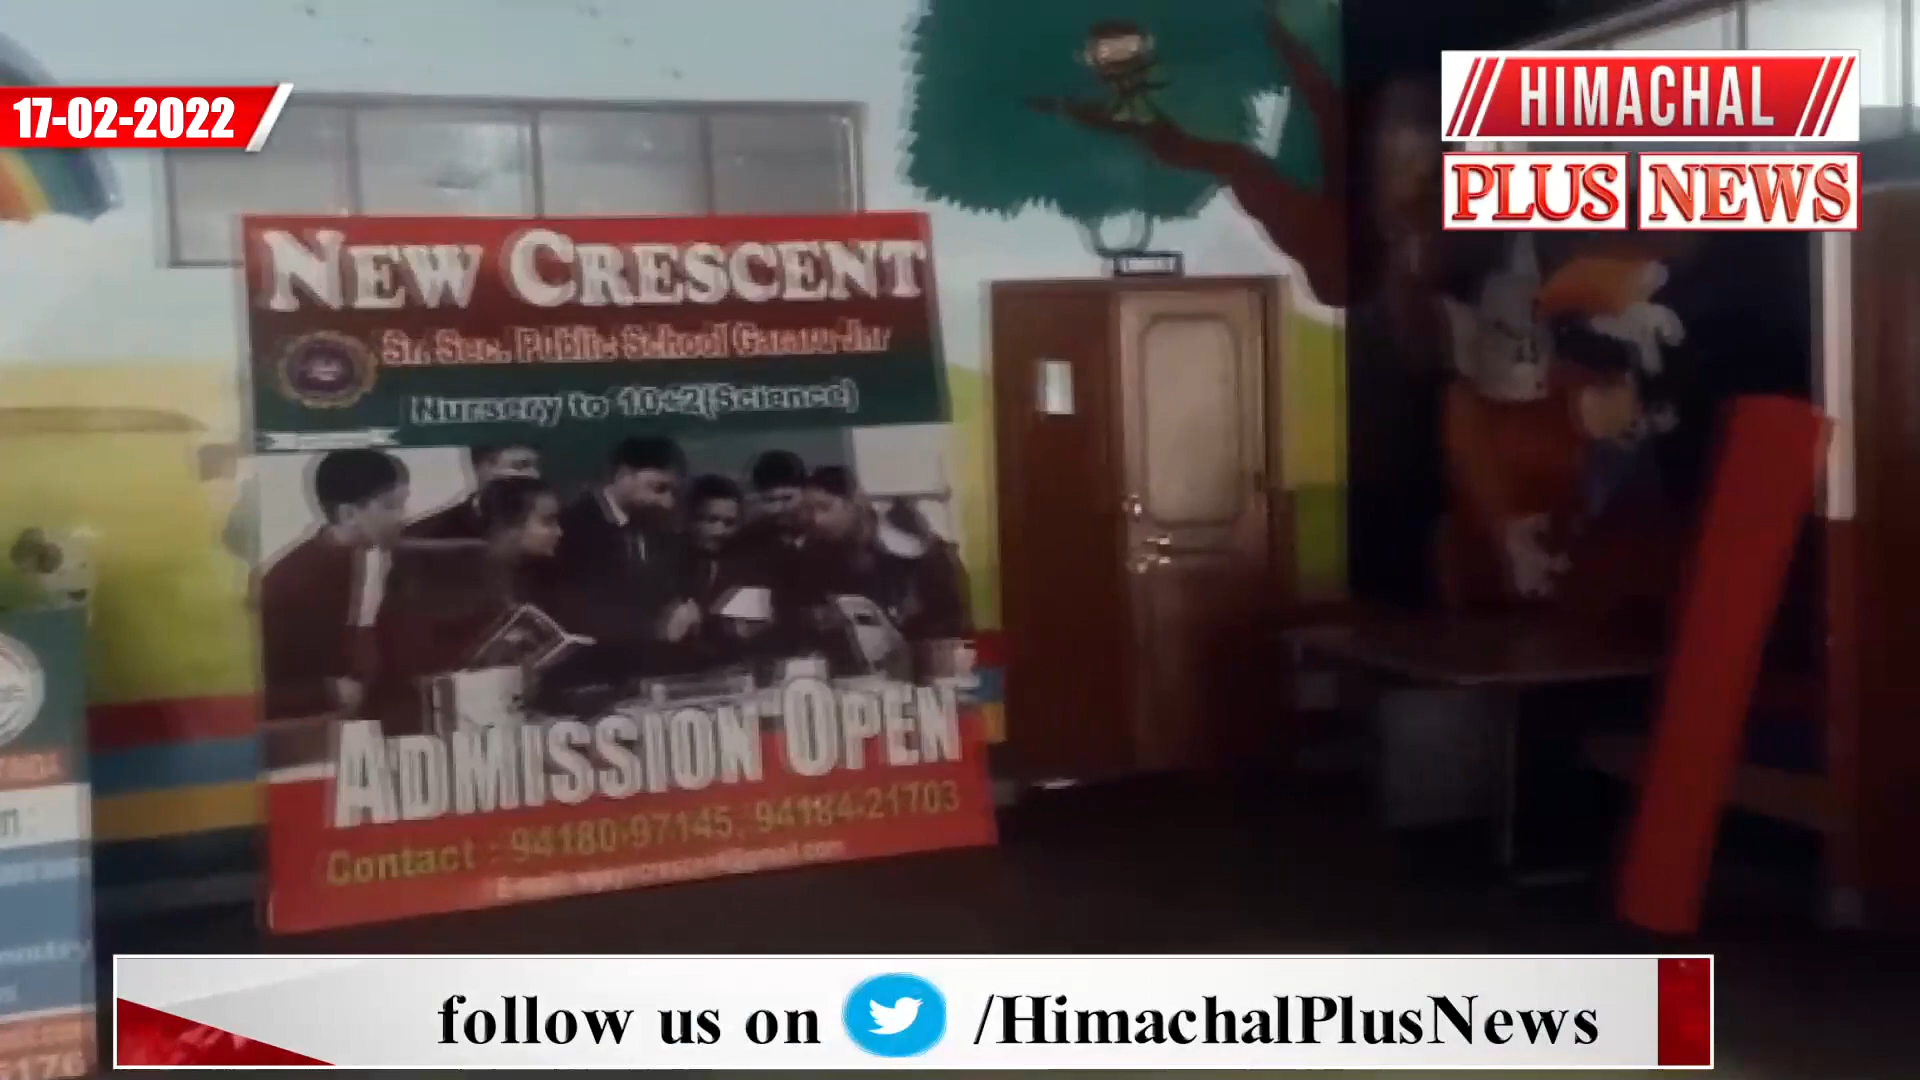 17-02-2022
HIMACHAL
PLUS NEWS
NEW CRESCENT
Sr. Sec. Public School
Nursery to 10+2(Science)
ADMISSION OPEN
Contact : 94180-97145, 94184-21703
follow us on /HimachalPlusNews